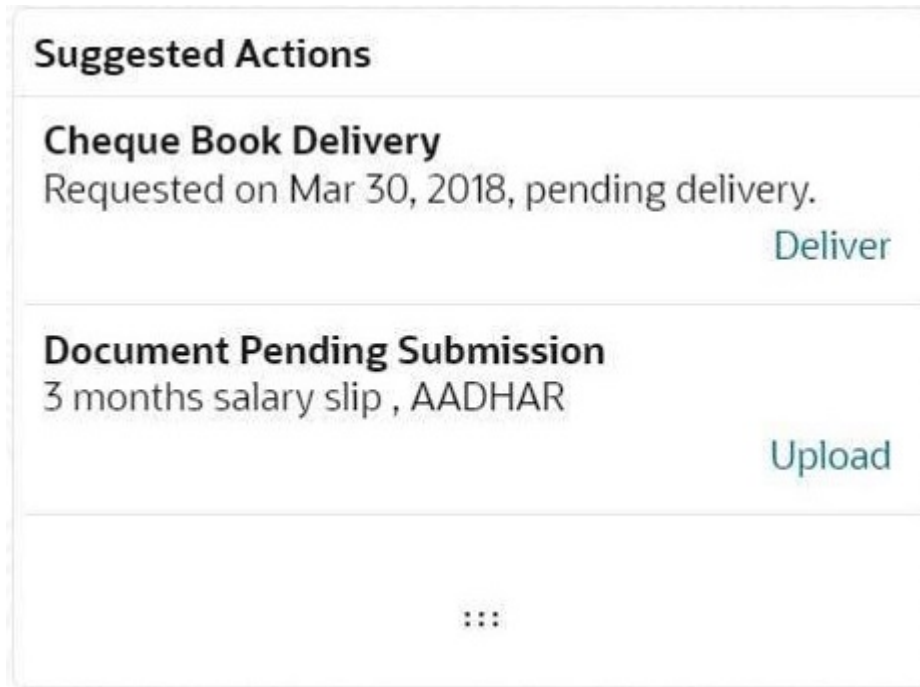 Suggested Actions
Cheque Book Delivery
Requested on Mar 30, 2018, pending delivery.
Deliver
Document Pending Submission
3 months salary slip , AADHAR
Upload